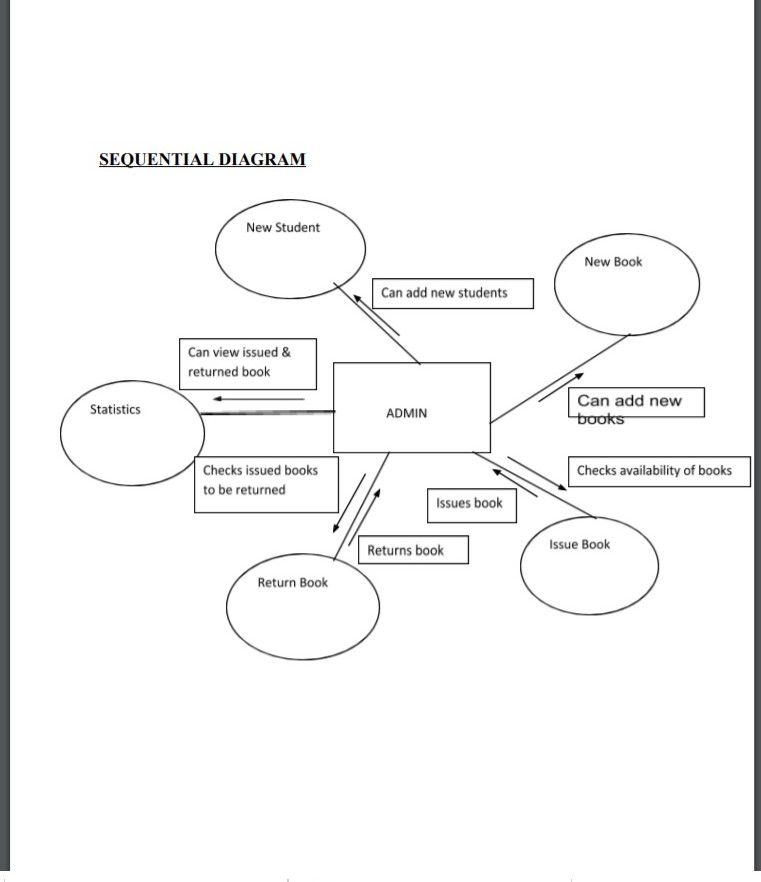 SEQUENTIAL DIAGRAM
New Student
New Book
Can add new students
Can view issued &
returned book
Statistics
ADMIN
Can add new
books
Checks issued books
to be returned
Checks availability of books
Issues book
Returns book
Issue Book
Return Book